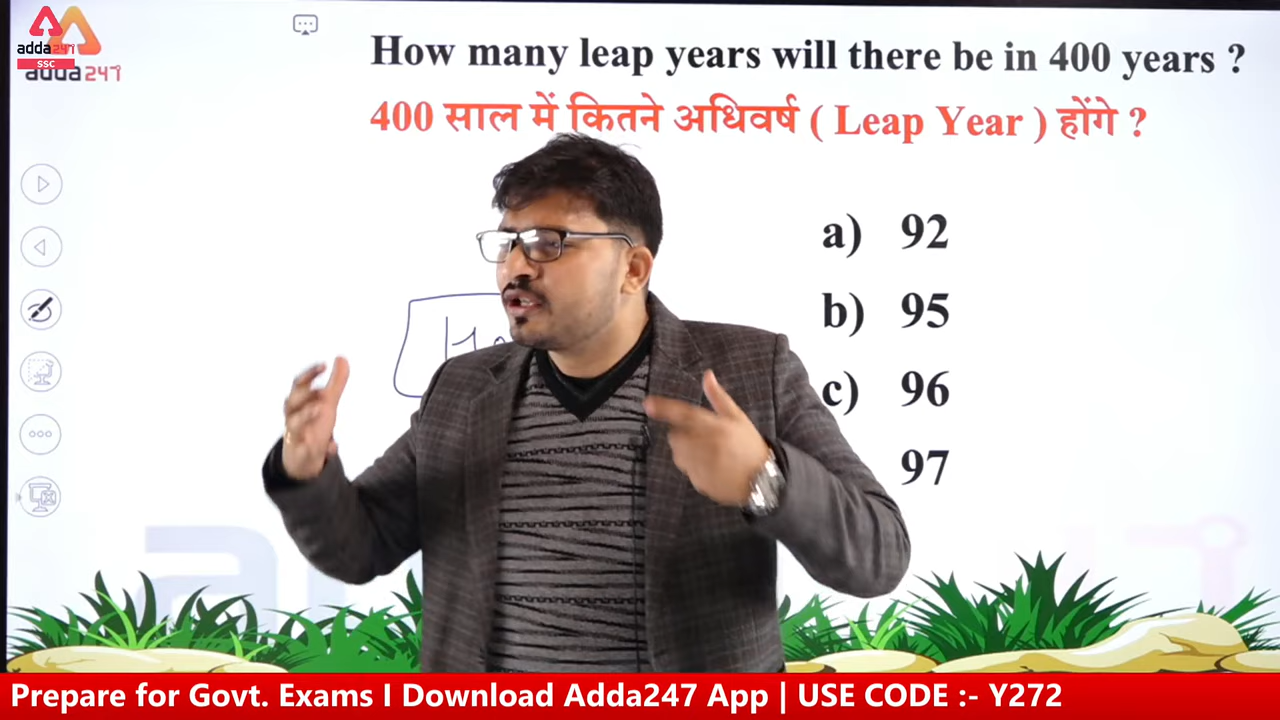 adda247
SSC
adda247
How many leap years will there be in 400 years ?
400 साल में कितने अधिवर्ष ( Leap Year ) होंगे ?
a) 92
b) 95
c) 96
97
Prepare for Govt. Exams I Download Adda247 App | USE CODE :- Y272